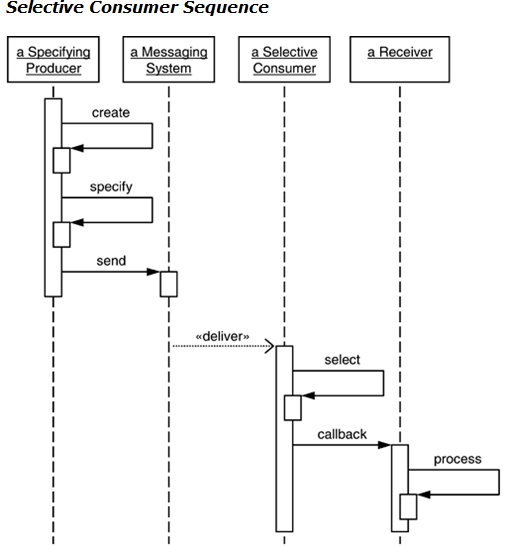 Selective Consumer Sequence
a Specifying
Producer
a Messaging
System
a Selective
Consumer
a Receiver
create
specify
send
«deliver»
select
callback
process